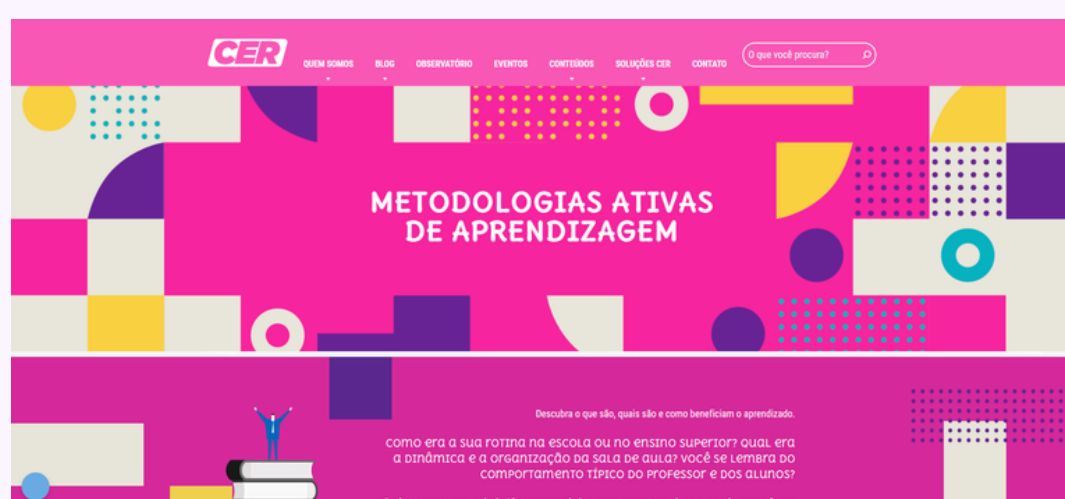 CER
QUEM SOMOS BLOG OBSERVATÓRIO EVENTOS CONTEÚDOS SOLUÇÕES CER CONTATO O que você procura?
METODOLOGIAS ATIVAS
DE APRENDIZAGEM
Descubra o que são, quais são e como beneficiam o aprendizado.
como era a sua rotina na escola ou no ensino superior? Qual era
a dinâmica e a organização da sala de aula? você se lembra do
comportamento típico do professor e dos alunos?